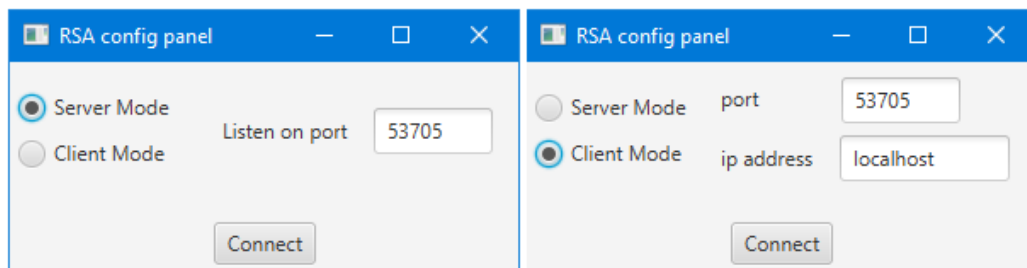 RSA config panel
Server Mode
Client Mode
Listen on port
53705
Connect
RSA config panel
Server Mode
Client Mode
port
53705
ip address
localhost
Connect